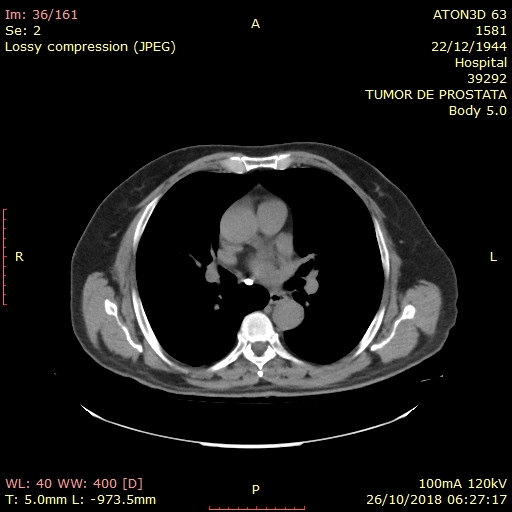 Im: 36/161
Se: 2
Lossy compression (JPEG)
A
ATON3D 63
1581
22/12/1944
Hospital
39292
TUMOR DE PROSTATA
Body 5.0
R
L
WL: 40 WW: 400 [D]
T: 5.0mm L: -973.5mm
P
100mA 120kV
26/10/2018 06:27:17